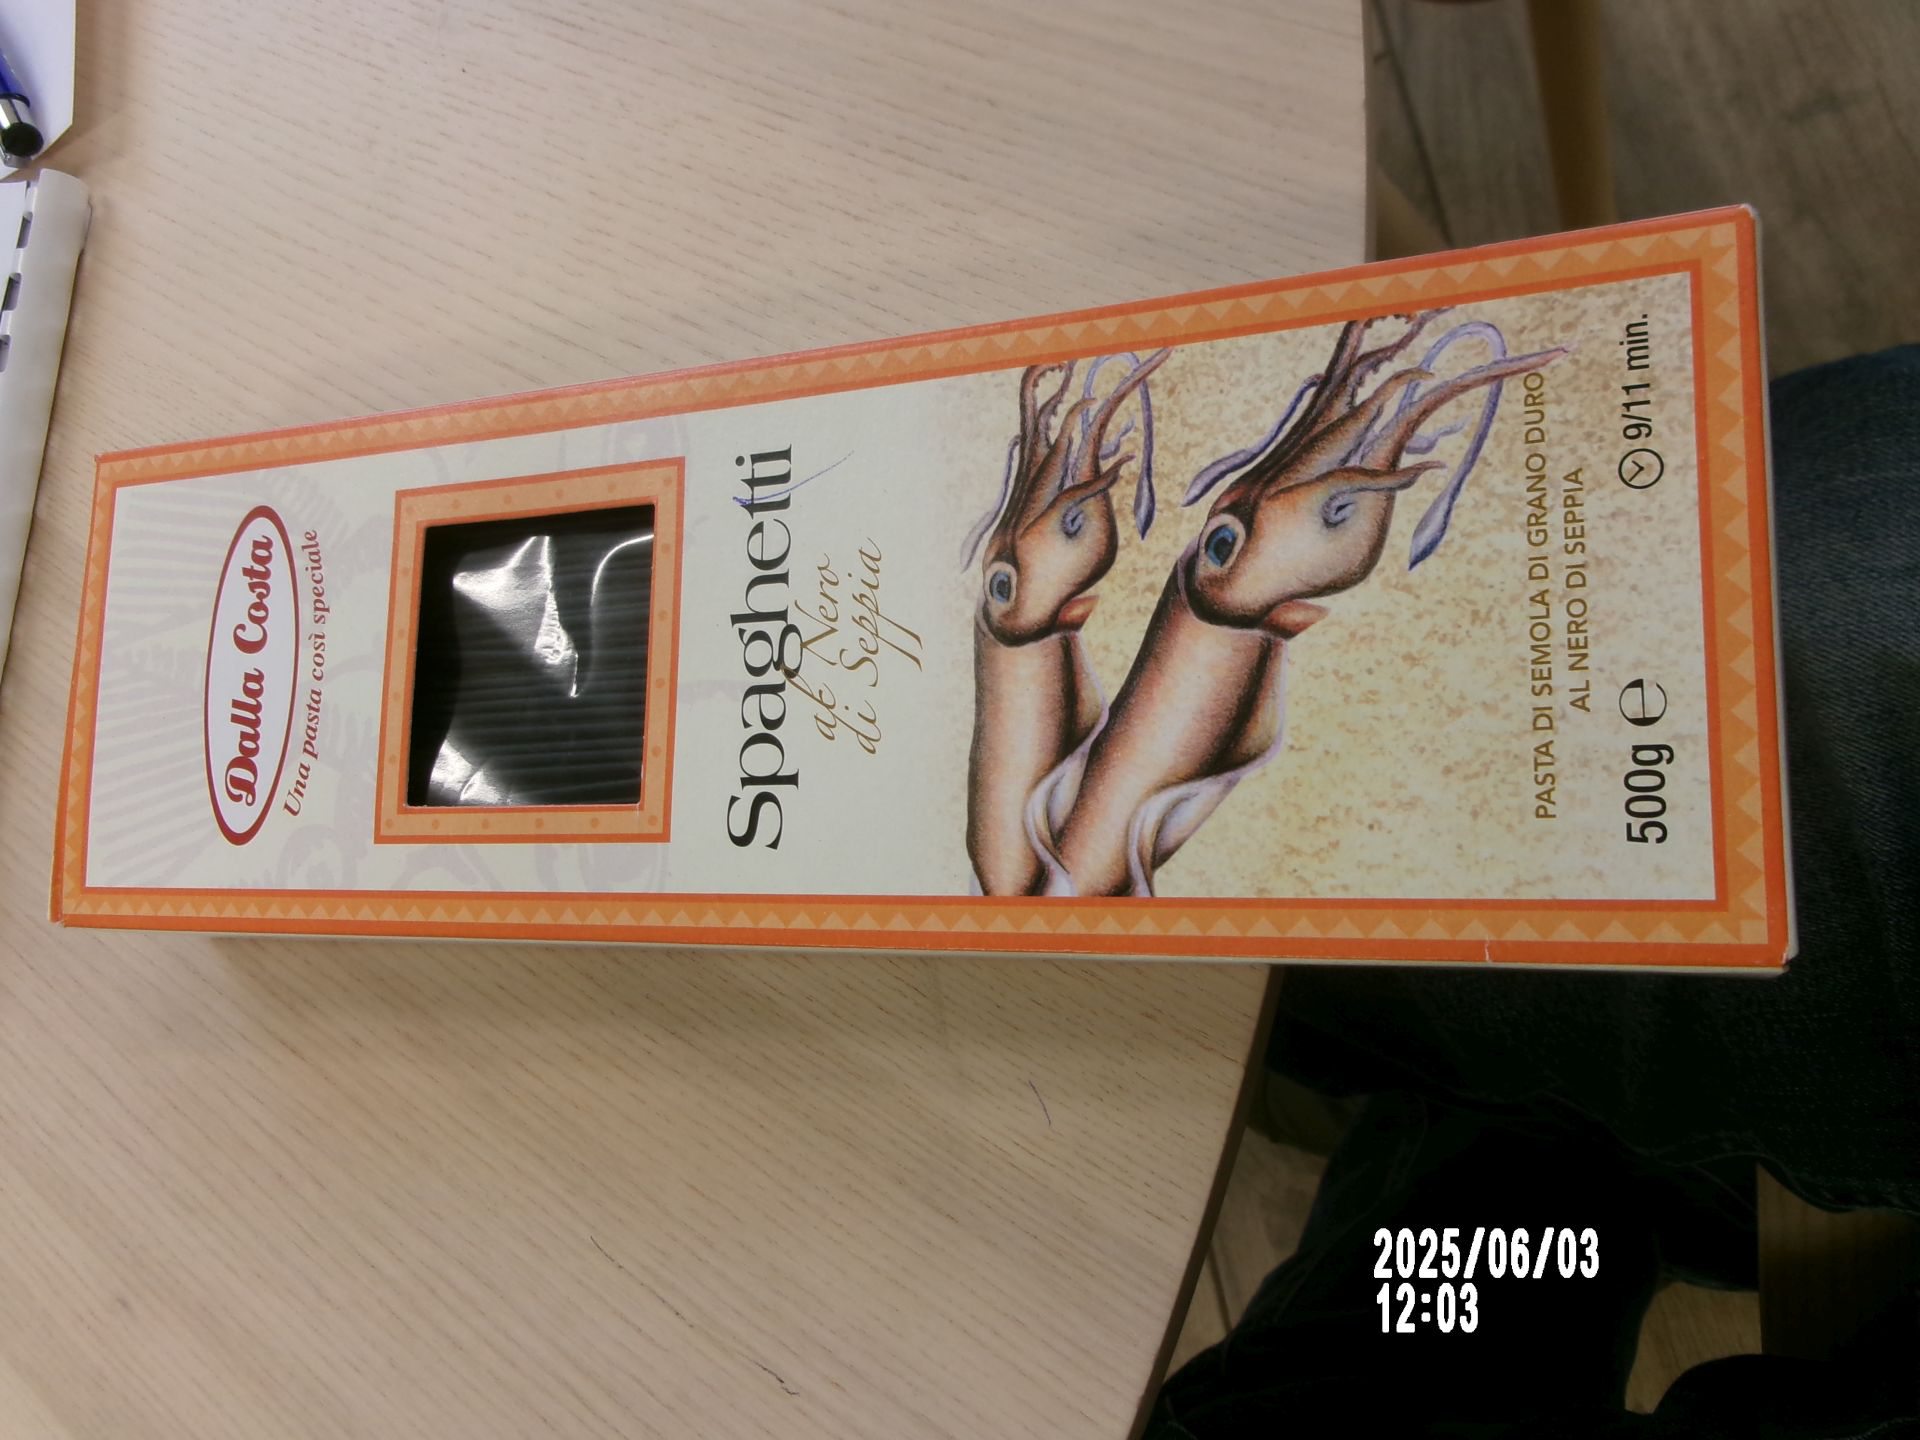 Dalla Costa
Una pasta così speciale
Spaghetti
al Nero
di Seppia
PASTA DI SEMOLA DI GRANO DURO
AL NERO DI SEPPIA
500g ℮ 9/11 min.
2025/06/03
12:03